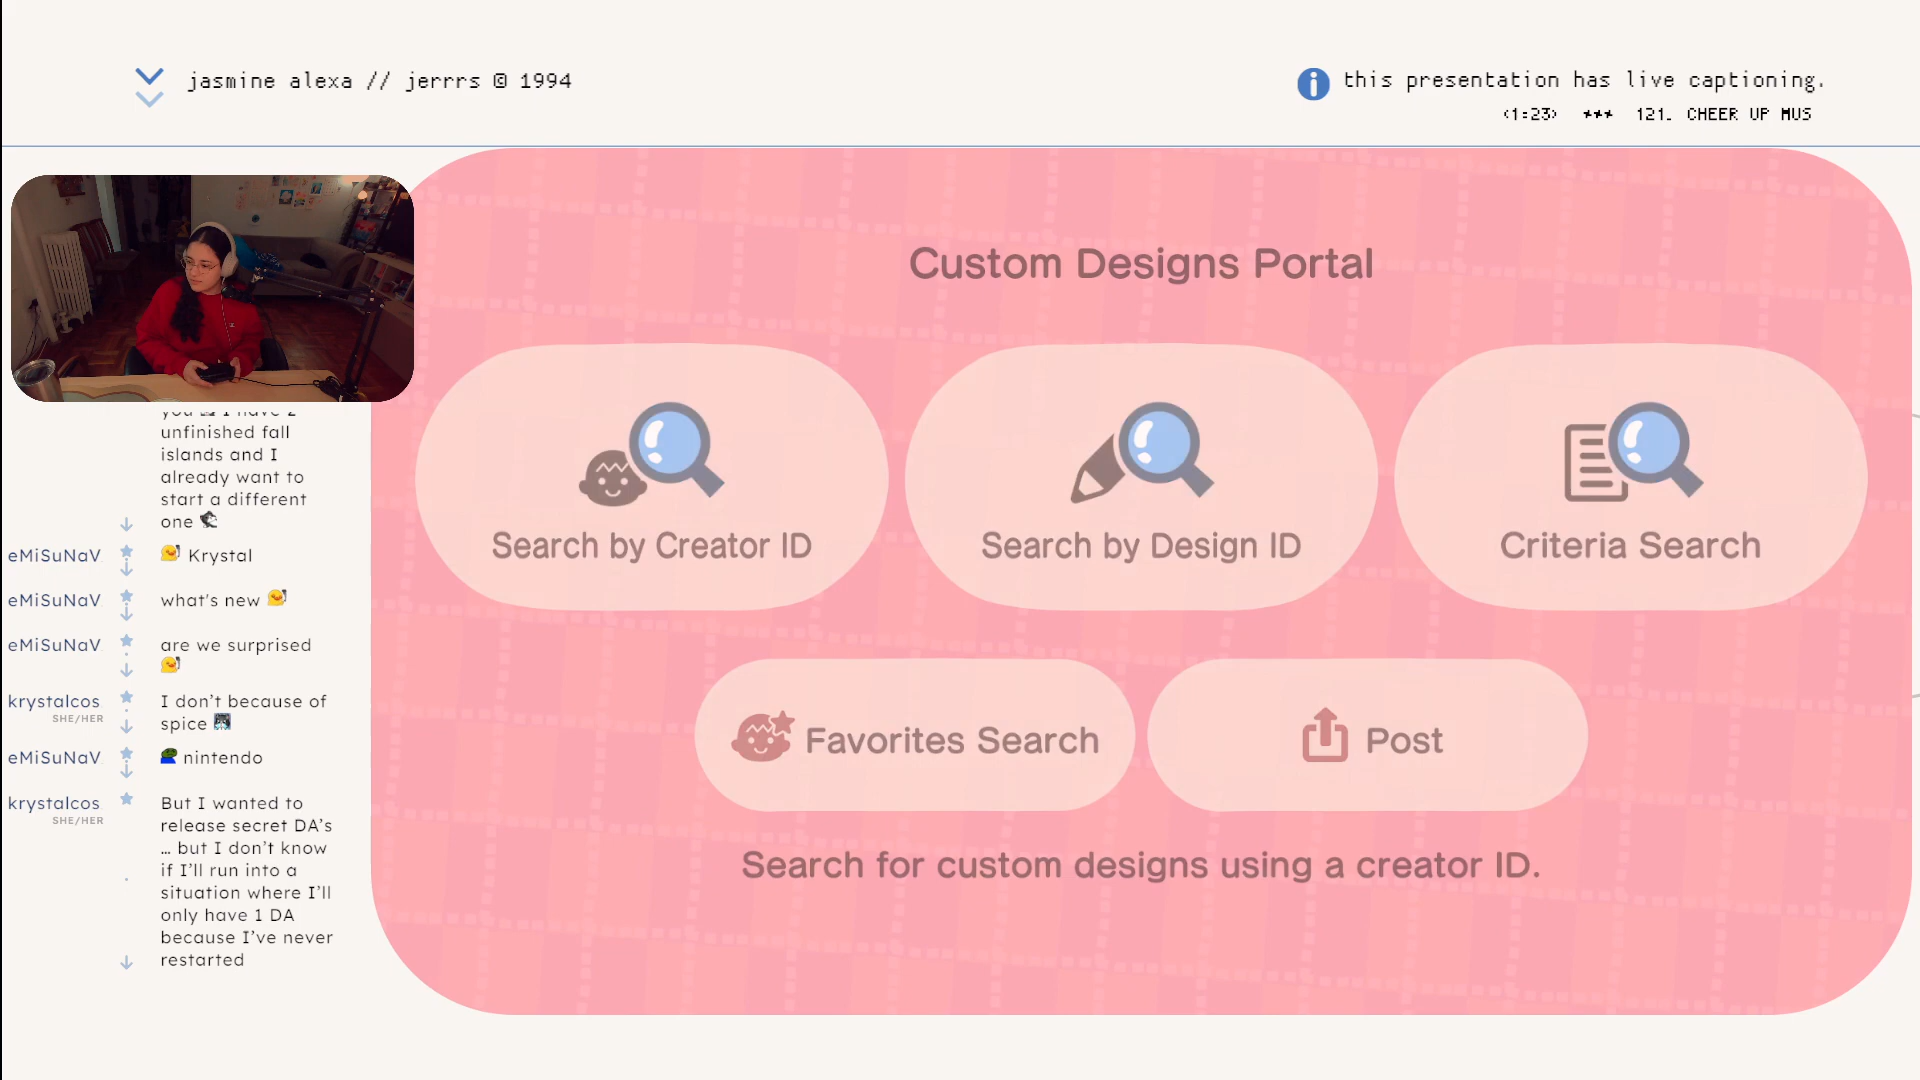 jasmine alexa // jerrrs © 1994
this presentation has live captioning.
<1:23> *** 121. CHEER UP MUS
unfinished fall
islands and I
already want to
start a different
one
eMiSuNaV Krystal
eMiSuNaV what's new
eMiSuNaV are we surprised
krystalcos I don't because of
SHE/HER spice
eMiSuNaV nintendo
krystalcos But I wanted to
SHE/HER release secret DA's
... but I don't know
if I'll run into a
situation where I'll
only have 1 DA
because I've never
restarted
Custom Designs Portal
Search by Creator ID
Search by Design ID
Criteria Search
Favorites Search
Post
Search for custom designs using a creator ID.